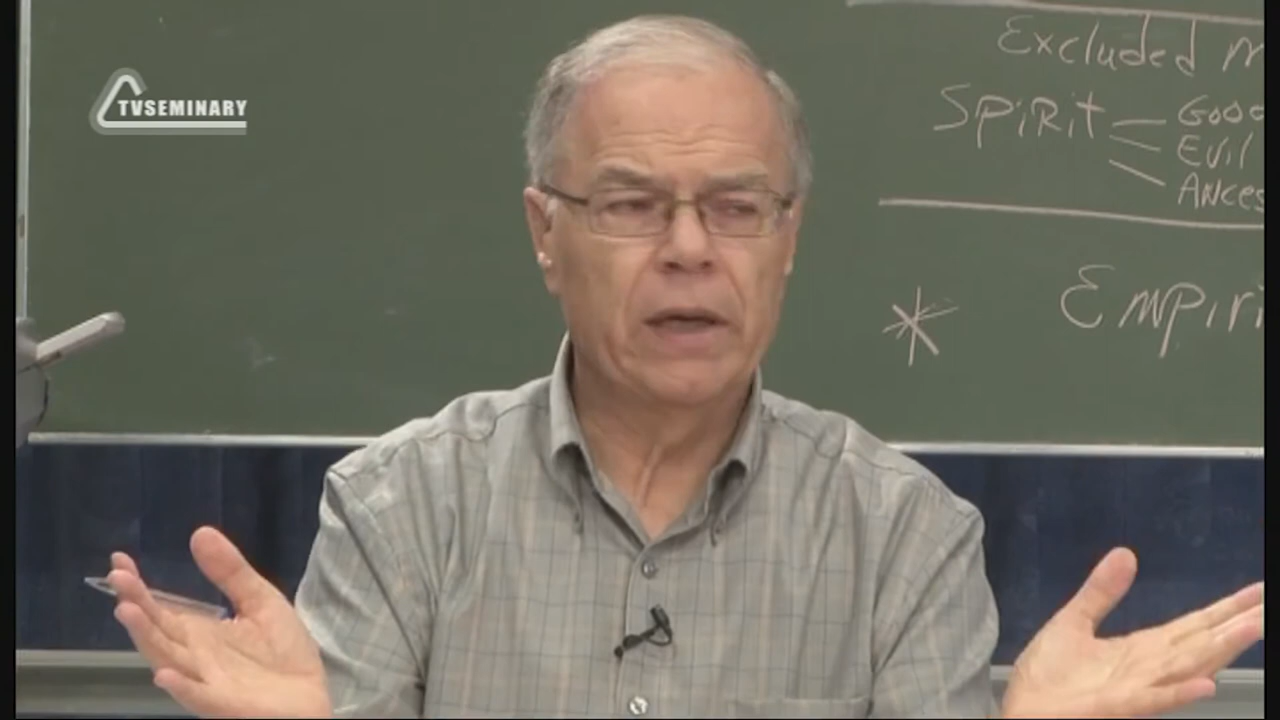 TVSEMINARY
Excluded M
SPiRit
Good
Evil
Ances
* Empiri